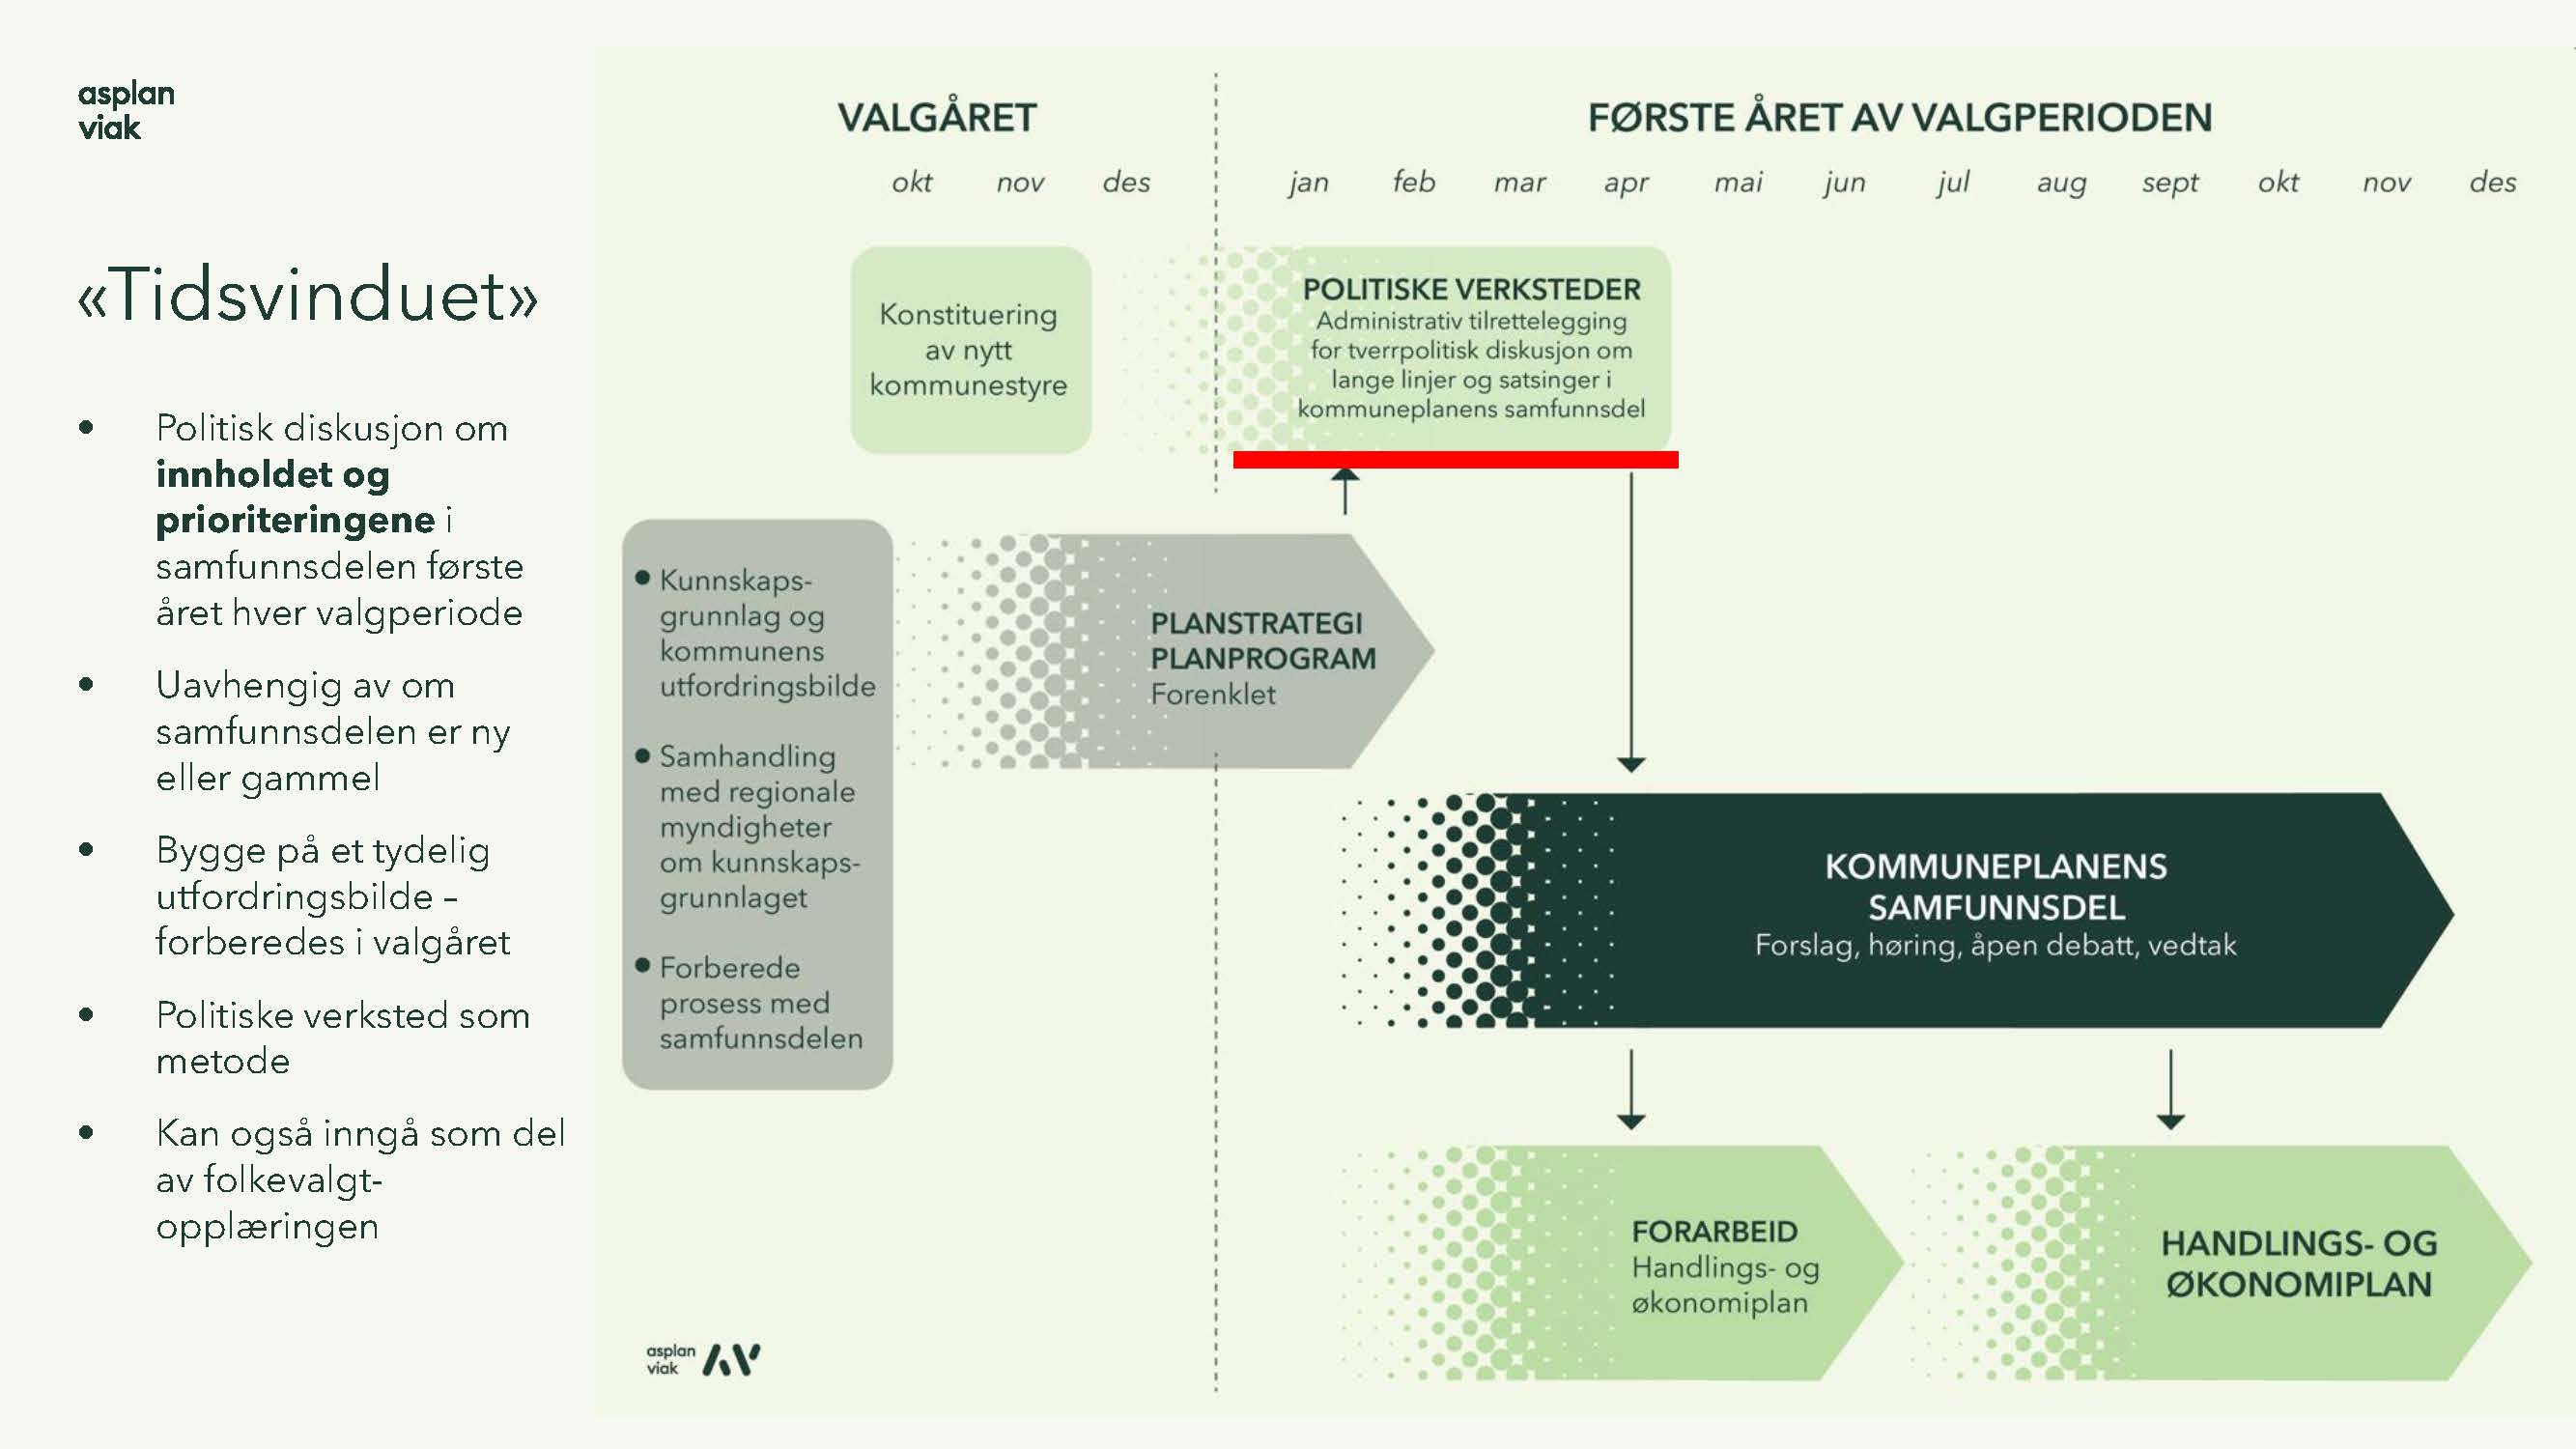 asplan
viak
«Tidsvinduet»
• Politisk diskusjon om
innholdet og
prioriteringene i
samfunnsdelen første
året hver valgperiode
• Uavhengig av om
samfunnsdelen er ny
eller gammel
• Bygge på et tydelig
utfordringsbilde –
forberedes i valgåret
• Politiske verksted som
metode
• Kan også inngå som del
av folkevalgt-
opplæringen
VALGÅRET
FØRSTE ÅRET AV VALGPERIODEN
okt nov des jan feb mar apr mai jun jul aug sept okt nov des
Konstituering
av nytt
kommunestyre
POLITISKE VERKSTEDER
Administrativ tilrettelegging
for tverrpolitisk diskusjon om
lange linjer og satsinger i
kommuneplanens samfunnsdel
• Kunnskaps-
grunnlag og
kommunens
utfordringsbilde
• Samhandling
med regionale
myndigheter
om kunnskaps-
grunnlaget
• Forberede
prosess med
samfunnsdelen
PLANSTRATEGI
PLANPROGRAM
Forenklet
KOMMUNEPLANENS
SAMFUNNSDEL
Forslag, høring, åpen debatt, vedtak
FORARBEID
Handlings- og
økonomiplan
HANDLINGS- OG
ØKONOMIPLAN
asplan
viak